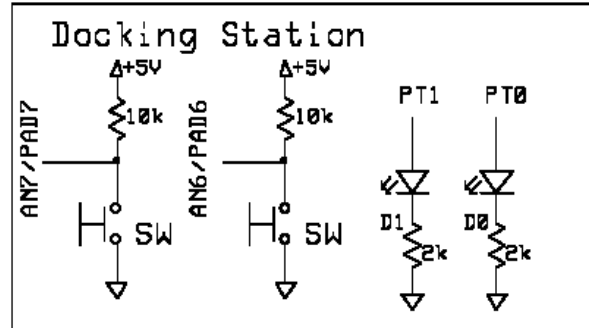 Docking Station
+5V
+5V
10k
10k
PT1
PT0
AN7/PAD7
AN6/PAD6
SW
SW
D1
2k
D0
2k